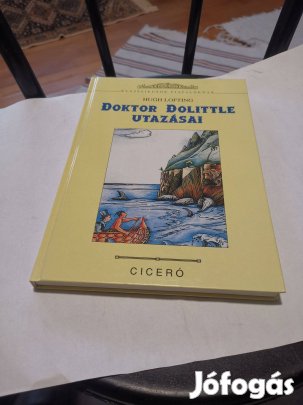 HUGH LOFTING
DOKTOR DOLITTLE
UTAZÁSAI
CICERÓ
Jófogás